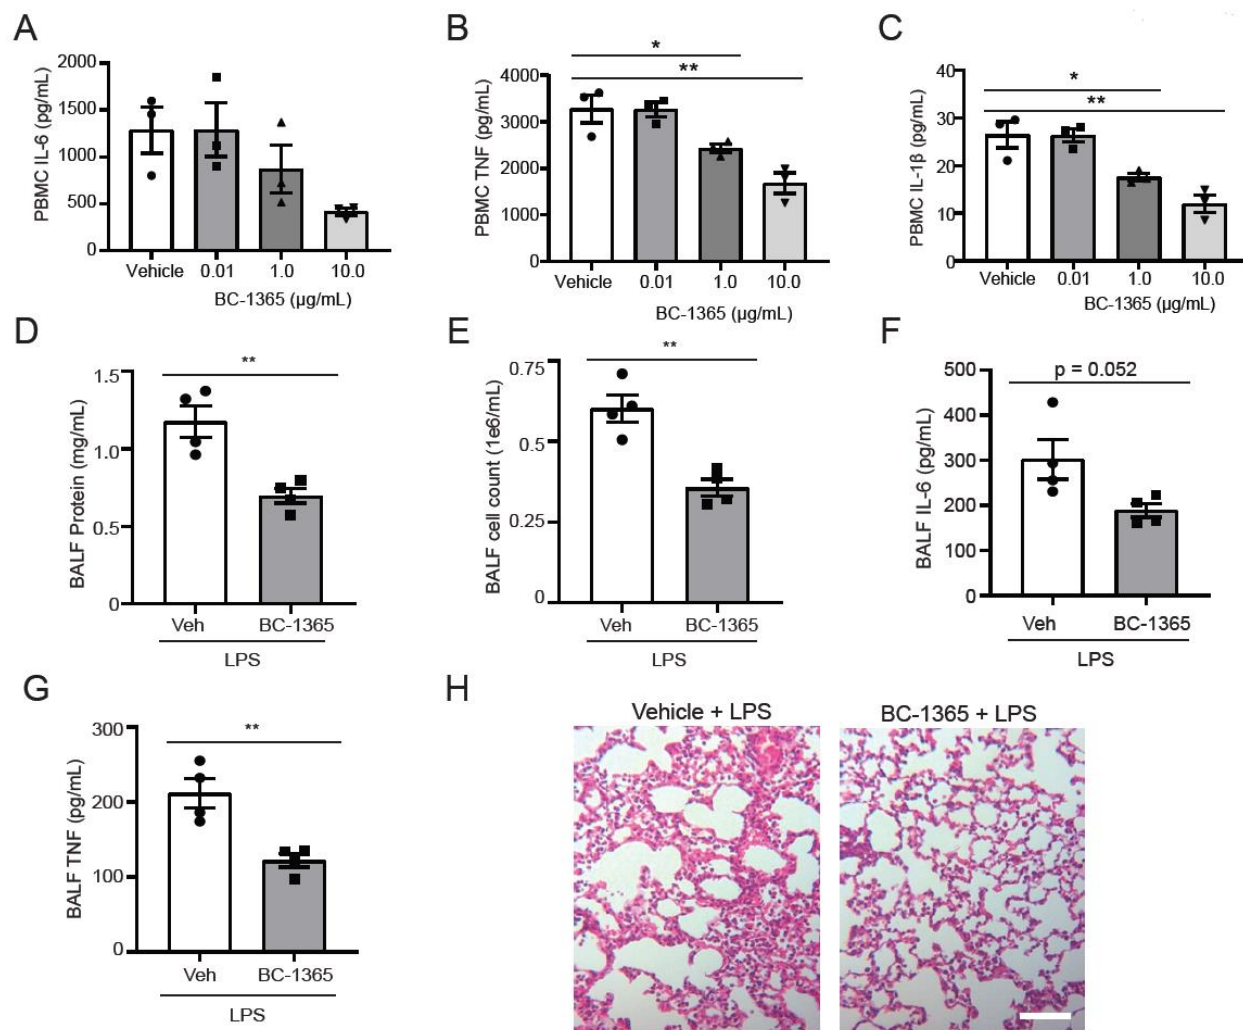 A
PBMC IL-6 (pg/mL)
2000
1500
1000
500
0
Vehicle 0.01 1.0 10.0
BC-1365 (µg/mL)
B
PBMC TNF (pg/mL)
*
**
4000
3000
2000
1000
0
Vehicle 0.01 1.0 10.0
BC-1365 (µg/mL)
C
PBMC IL-1β (pg/mL)
*
**
40
30
20
10
0
Vehicle 0.01 1.0 10.0
BC-1365 (µg/mL)
D
BALF Protein (mg/mL)
**
1.5
1.0
0.5
0
Veh BC-1365
LPS
E
BALF cell count (1e6/mL)
**
0.75
0.5
0.25
0
Veh BC-1365
LPS
F
BALF IL-6 (pg/mL)
p = 0.052
500
400
300
200
100
0
Veh BC-1365
LPS
G
BALF TNF (pg/mL)
**
300
200
100
0
Veh BC-1365
LPS
H
Vehicle + LPS
BC-1365 + LPS